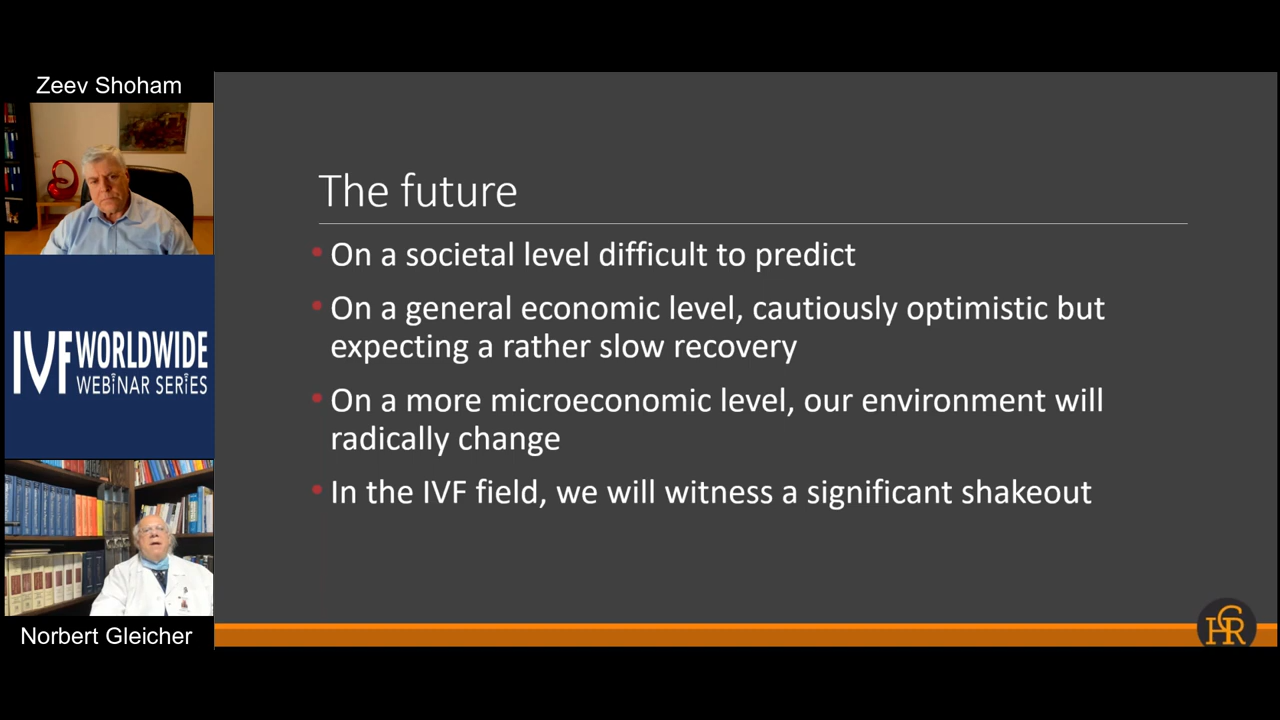 Zeev Shoham
IVF WORLDWIDE
WEBINAR SERIES
Norbert Gleicher
The future
• On a societal level difficult to predict
• On a general economic level, cautiously optimistic but
expecting a rather slow recovery
• On a more microeconomic level, our environment will
radically change
• In the IVF field, we will witness a significant shakeout
CHR